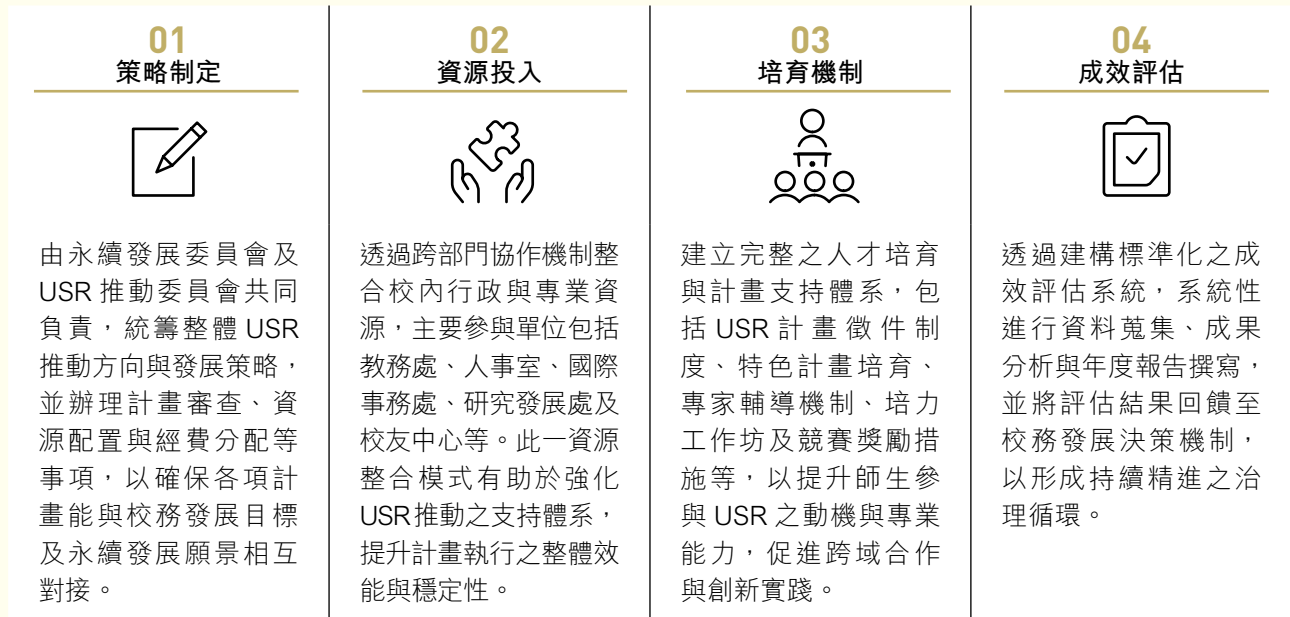 01
策略制定
由永續發展委員會及
USR 推動委員會共同
負責，統籌整體 USR
推動方向與發展策略，
並辦理計畫審查、資
源配置與經費分配等
事項，以確保各項計
畫能與校務發展目標
及永續發展願景相互
對接。
02
資源投入
透過跨部門協作機制整
合校內行政與專業資
源，主要參與單位包括
教務處、人事室、國際
事務處、研究發展處及
校友中心等。此一資源
整合模式有助於強化
USR推動之支持體系，
提升計畫執行之整體效
能與穩定性。
03
培育機制
建立完整之人才培育
與計畫支持體系，包
括 USR 計畫徵件制
度、特色計畫培育、
專家輔導機制、培力
工作坊及競賽獎勵措
施等，以提升師生參
與 USR 之動機與專業
能力，促進跨域合作
與創新實踐。
04
成效評估
透過建構標準化之成
效評估系統，系統性
進行資料蒐集、成果
分析與年度報告撰寫，
並將評估結果回饋至
校務發展決策機制，
以形成持續精進之治
理循環。